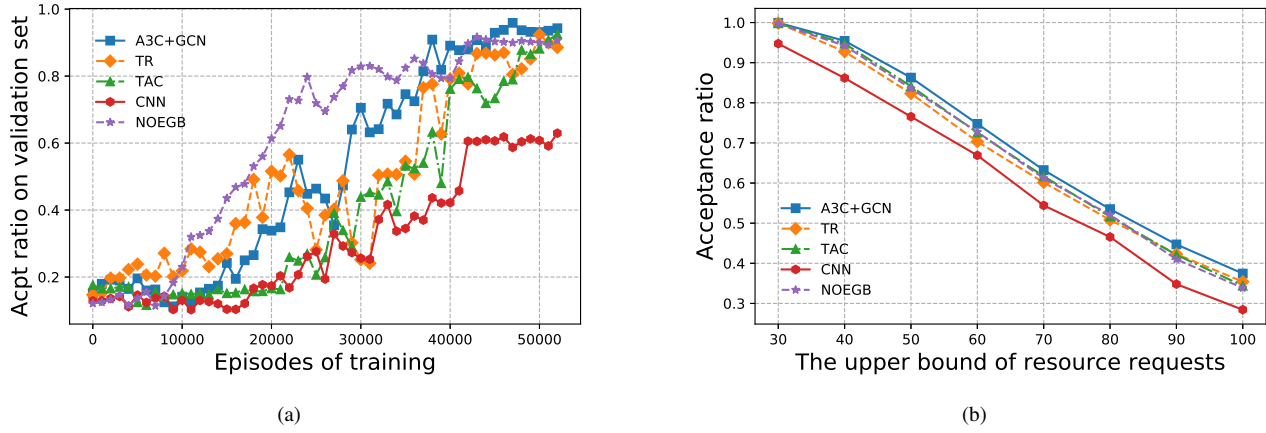 Acpt ratio on validation set
1.0
0.8
0.6
0.4
0.2
A3C+GCN
TR
TAC
CNN
NOEGB
0 10000 20000 30000 40000 50000
Episodes of training
(a)
Acceptance ratio
1.0
0.9
0.8
0.7
0.6
0.5
0.4
0.3
A3C+GCN
TR
TAC
CNN
NOEGB
30 40 50 60 70 80 90 100
The upper bound of resource requests
(b)